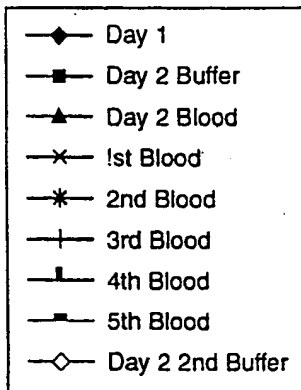 Day 1
Day 2 Buffer
Day 2 Blood
!st Blood
2nd Blood
3rd Blood
4th Blood
5th Blood
Day 2 2nd Buffer